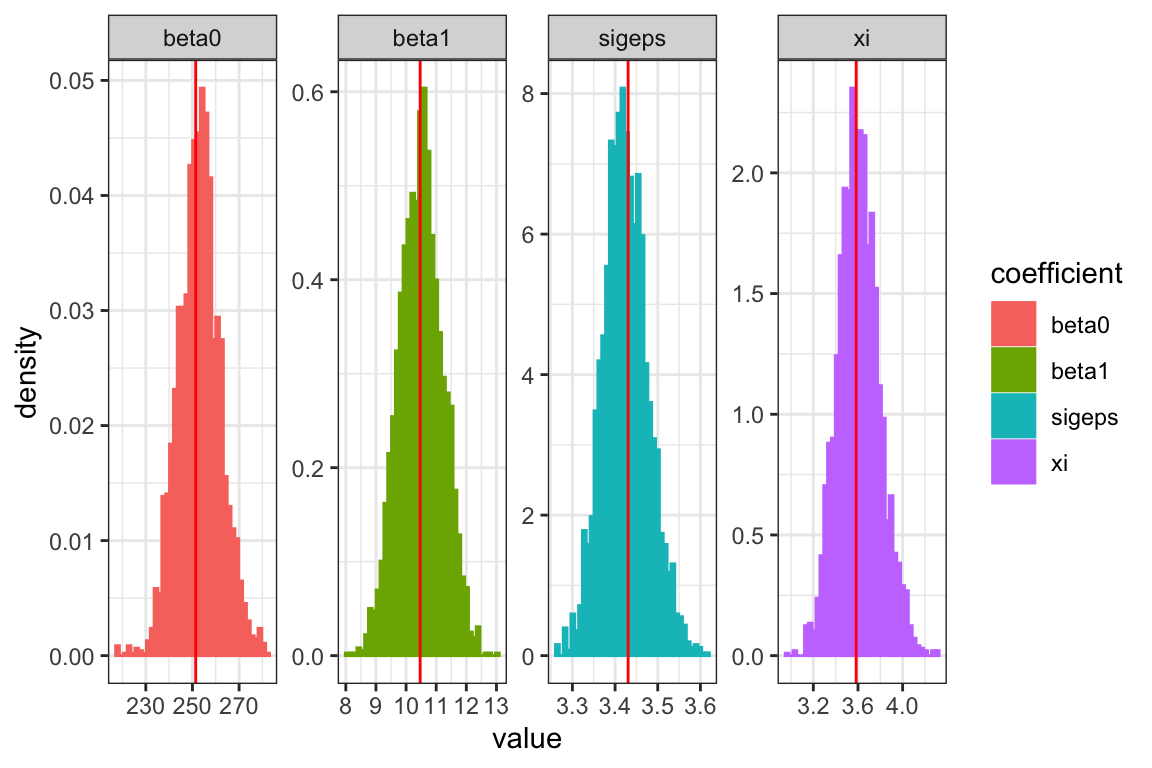 beta0
beta1
sigeps
xi
density
0.05
0.04
0.03
0.02
0.01
0.00
230 250 270
0.6
0.4
0.2
0.0
8 9 10 11 12 13
8
6
4
2
0
3.3 3.4 3.5 3.6
2.0
1.5
1.0
0.5
0.0
3.2 3.6 4.0
value
coefficient
beta0
beta1
sigeps
xi